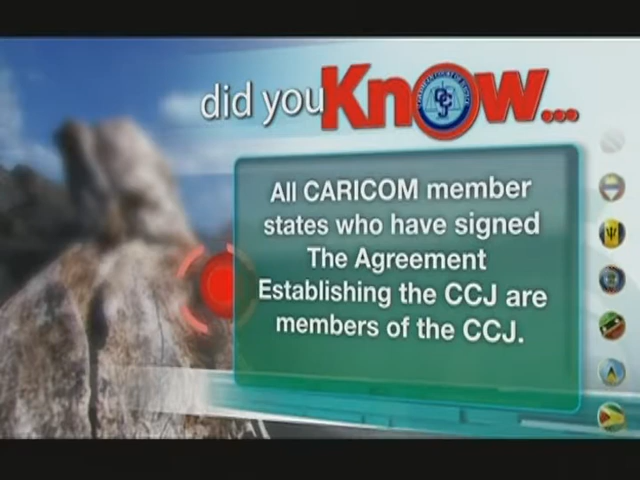 did you Know...
CCJ
All CARICOM member
states who have signed
The Agreement
Establishing the CCJ are
members of the CCJ.